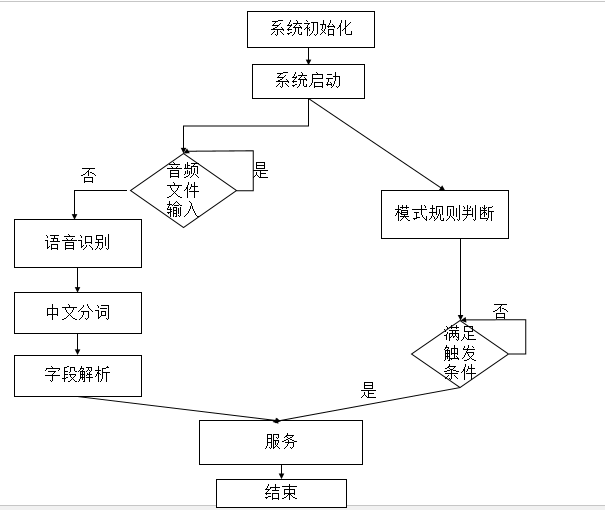 系统初始化
系统启动
音频
文件
输入
是
否
模式规则判断
语音识别
中文分词
字段解析
满足
触发
条件
否
是
服务
结束